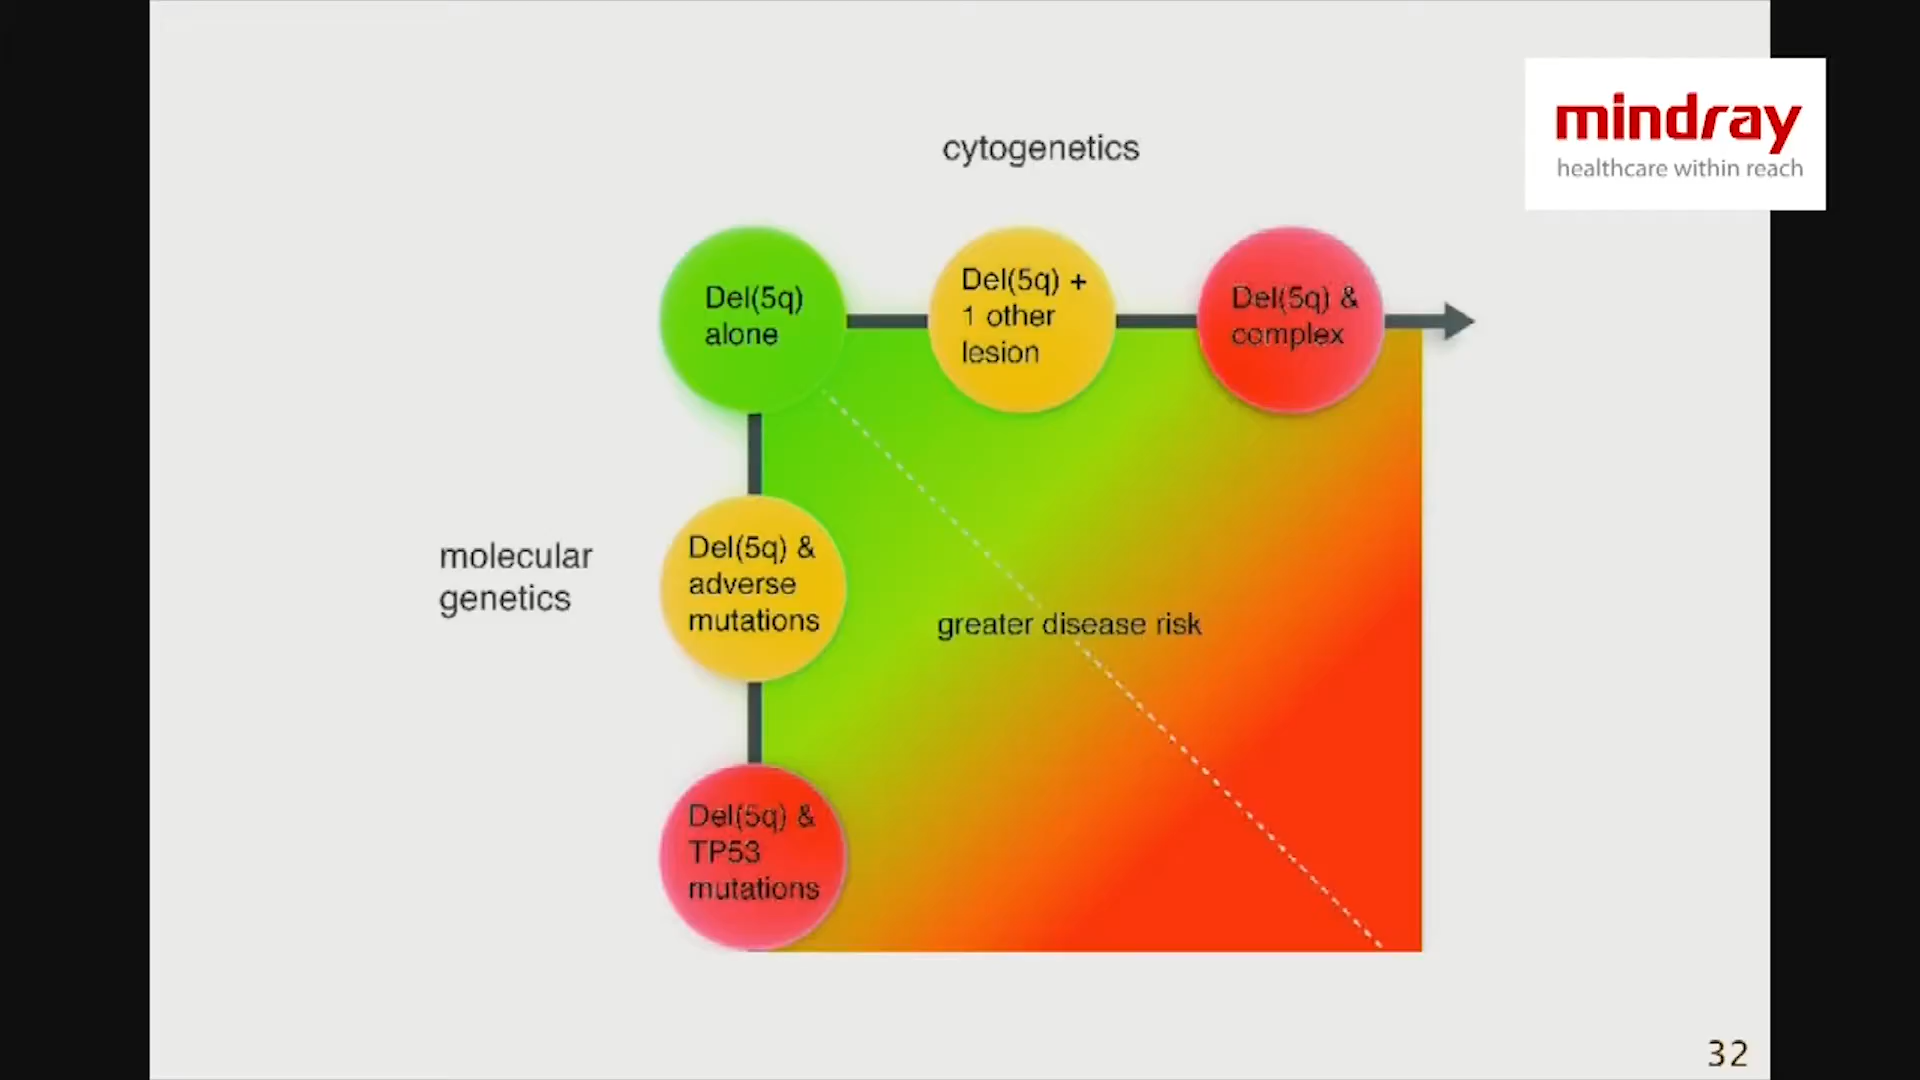 mindray
healthcare within reach
cytogenetics
Del(5q)
alone
Del(5q) +
1 other
lesion
Del(5q) &
complex
molecular
genetics
Del(5q) &
adverse
mutations
greater disease risk
Del(5q) &
TP53
mutations
32